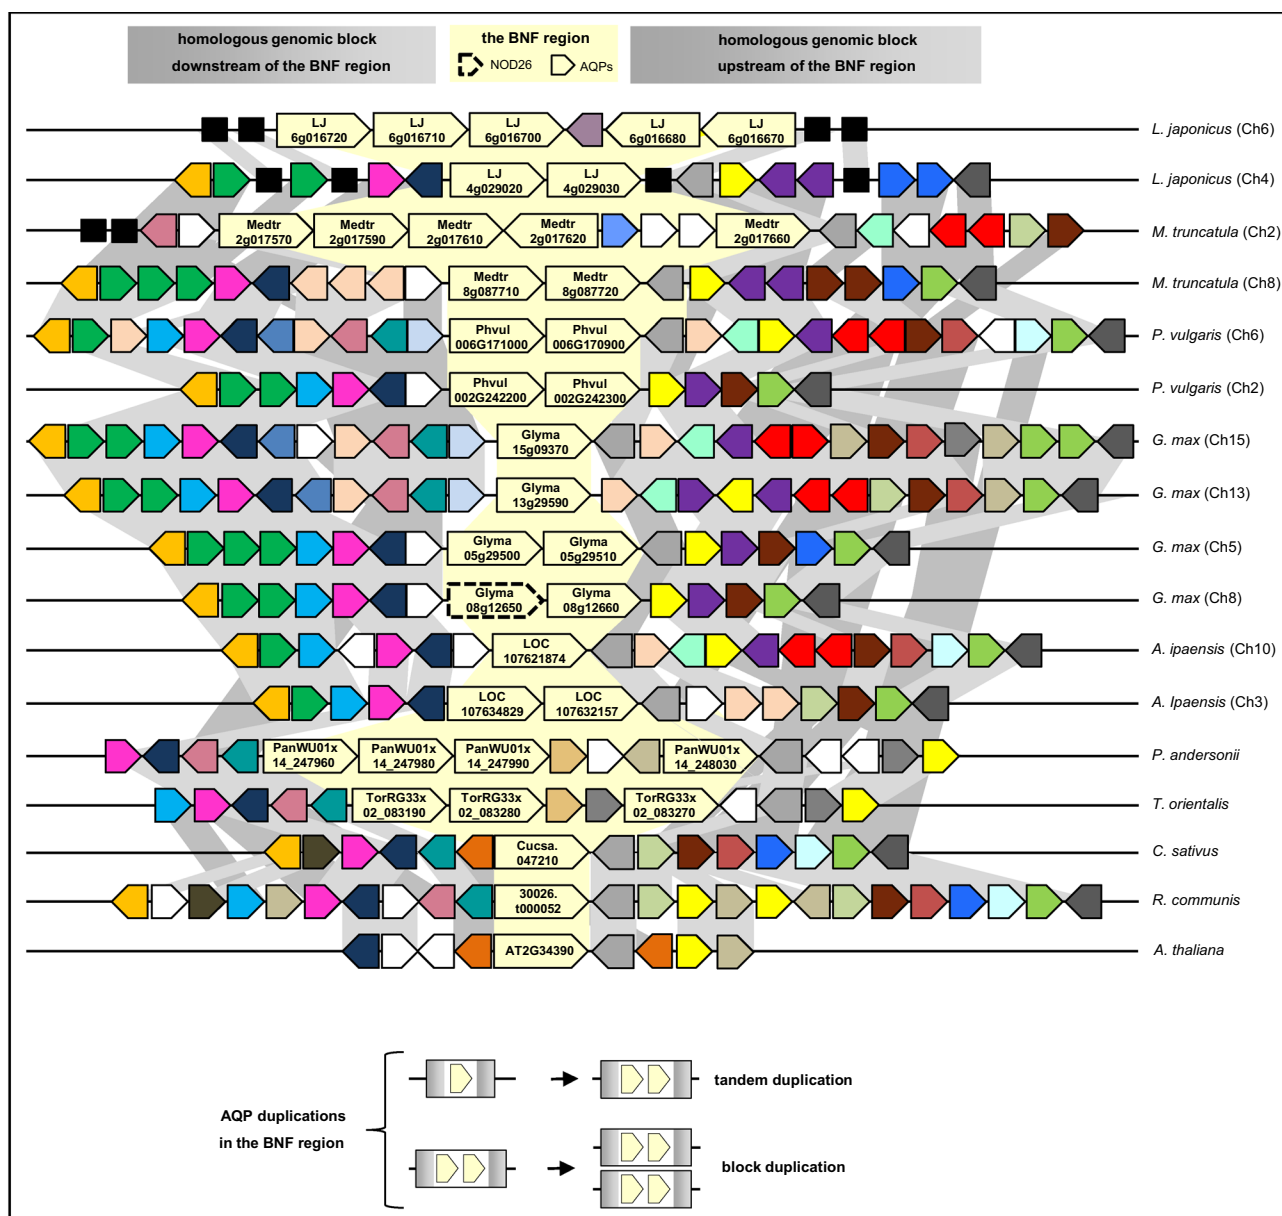 homologous genomic block
downstream of the BNF region
the BNF region
NOD26 AQPs
homologous genomic block
upstream of the BNF region
LJ 6g016720 LJ 6g016710 LJ 6g016700 LJ 6g016680 LJ 6g016670 L. japonicus (Ch6)
LJ 4g029020 LJ 4g029030 L. japonicus (Ch4)
Medtr 2g017570 Medtr 2g017590 Medtr 2g017610 Medtr 2g017620 Medtr 2g017660 M. truncatula (Ch2)
Medtr 8g087710 Medtr 8g087720 M. truncatula (Ch8)
Phvul 006G171000 Phvul 006G170900 P. vulgaris (Ch6)
Phvul 002G242200 Phvul 002G242300 P. vulgaris (Ch2)
Glyma 15g09370 G. max (Ch15)
Glyma 13g29590 G. max (Ch13)
Glyma 05g29500 Glyma 05g29510 G. max (Ch5)
Glyma 08g12650 Glyma 08g12660 G. max (Ch8)
LOC 107621874 A. ipaensis (Ch10)
LOC 107634829 LOC 107632157 A. Ipaensis (Ch3)
PanWU01x 14_247960 PanWU01x 14_247980 PanWU01x 14_247990 PanWU01x 14_248030 P. andersonii
TorRG33x 02_083190 TorRG33x 02_083280 TorRG33x 02_083270 T. orientalis
Cucsa. 047210 C. sativus
30026. t000052 R. communis
AT2G34390 A. thaliana
AQP duplications
in the BNF region
tandem duplication
block duplication